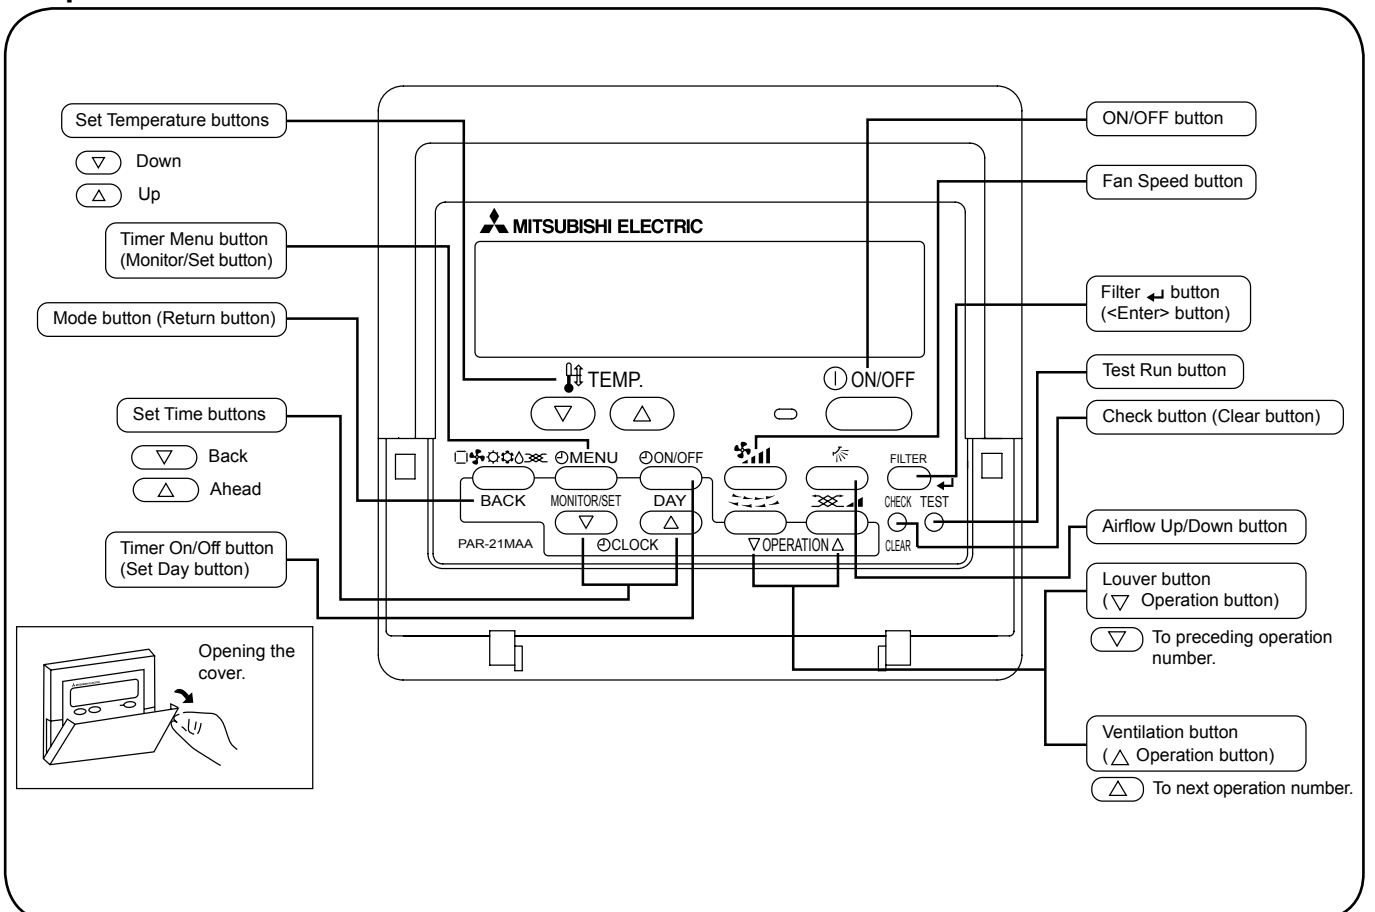 Set Temperature buttons
▽ Down
△ Up
Timer Menu button
(Monitor/Set button)
Mode button (Return button)
Set Time buttons
▽ Back
△ Ahead
Timer On/Off button
(Set Day button)
Opening the
cover.
MITSUBISHI ELECTRIC
TEMP.
ON/OFF
▽ △
MENU
ON/OFF
FILTER
BACK
MONITOR/SET
DAY
CHECK TEST
▽ △
PAR-21MAA
CLOCK
▽ OPERATION △
CLEAR
ON/OFF button
Fan Speed button
Filter ↵ button
(<Enter> button)
Test Run button
Check button (Clear button)
Airflow Up/Down button
Louver button
(▽ Operation button)
▽ To preceding operation
number.
Ventilation button
(△ Operation button)
△ To next operation number.